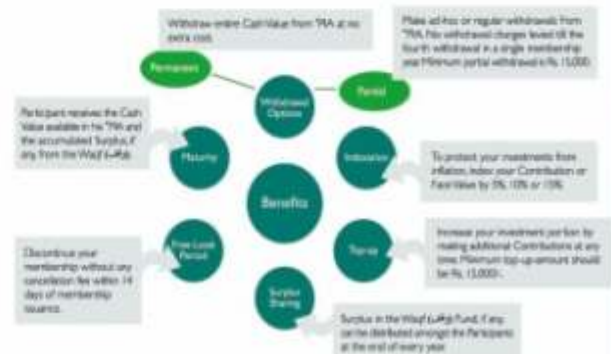 Withdraw entire Cash Value from PIA at no
extra cost.
Make ad-hoc or regular withdrawals from
PIA. No withdrawal charges levied till the
fourth withdrawal in a single membership
year. Minimum partial withdrawal is Rs. 15,000
Permanent
Partial
Withdrawal
Options
Participant receives the Cash
Value available in his PIA and
the accumulated Surplus, if
any from the Waqf (وقف).
Maturity
Indexation
To protect your investments from
inflation, index your Contribution or
Face Value by 5%, 10% or 15%.
Benefits
Discontinue your
membership without any
cancellation fee within 14
days of membership
issuance.
Free-Look
Period
Top-up
Increase your investment portion by
making additional Contributions at any
time. Minimum top-up amount should
be Rs. 15,000/-.
Surplus
Sharing
Surplus in the Waqf (وقف) Fund, if any
can be distributed amongst the Participants
at the end of every year